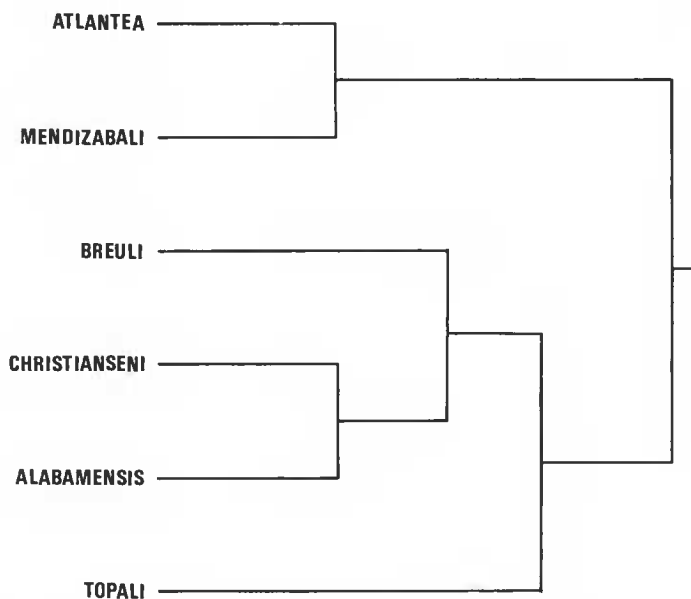 ATLANTEA
MENDIZABALI
BREULI
CHRISTIANSENI
ALABAMENSIS
TOPALI